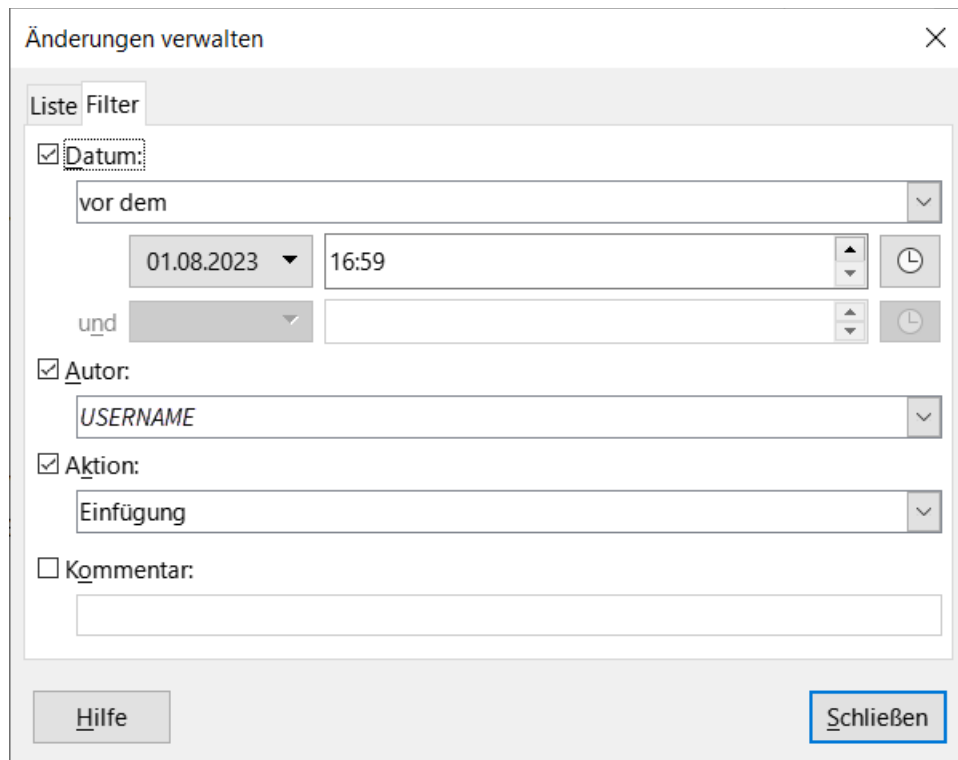 Änderungen verwalten
Liste Filter
Datum:
vor dem
01.08.2023 16:59
und
Autor:
USERNAME
Aktion:
Einfügung
Kommentar:
Hilfe Schließen